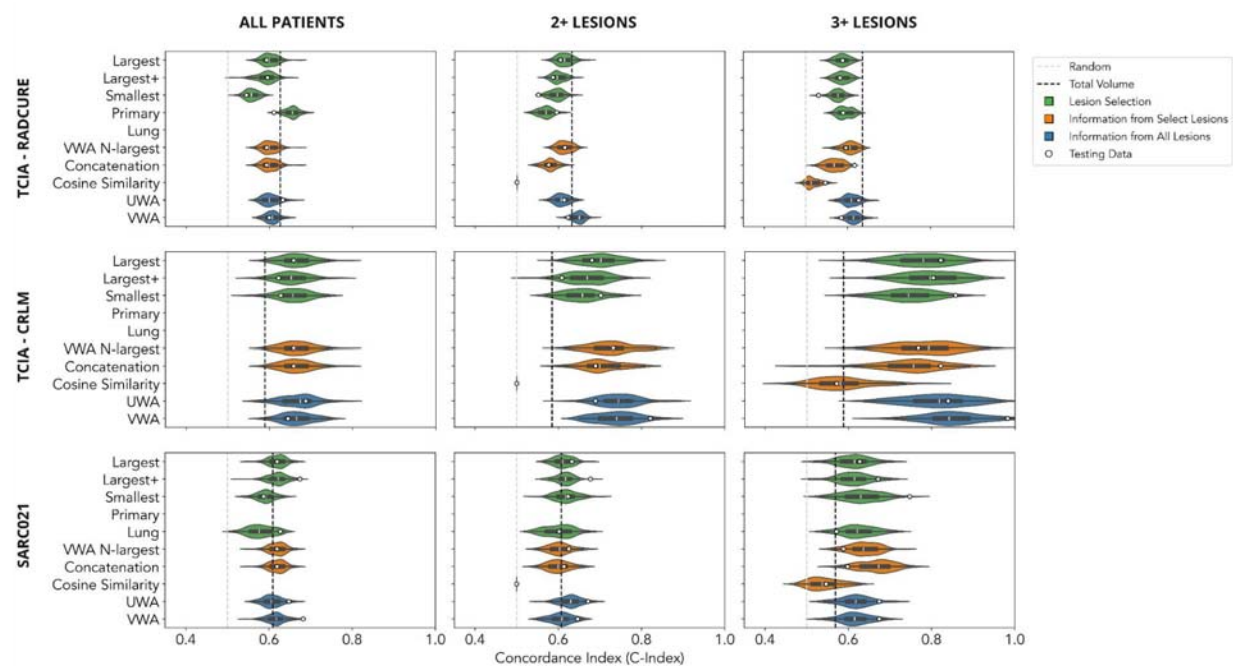 ALL PATIENTS
2+ LESIONS
3+ LESIONS
TCIA - RADCURE
Largest
Largest+
Smallest
Primary
Lung
VWA N-largest
Concatenation
Cosine Similarity
UWA
VWA
Random
Total Volume
Lesion Selection
Information from Select Lesions
Information from All Lesions
Testing Data
TCIA - CRLM
Largest
Largest+
Smallest
Primary
Lung
VWA N-largest
Concatenation
Cosine Similarity
UWA
VWA
SARC021
Largest
Largest+
Smallest
Primary
Lung
VWA N-largest
Concatenation
Cosine Similarity
UWA
VWA
0.4 0.6 0.8 1.0
0.4 0.6 0.8 1.0
0.4 0.6 0.8 1.0
Concordance Index (C-Index)